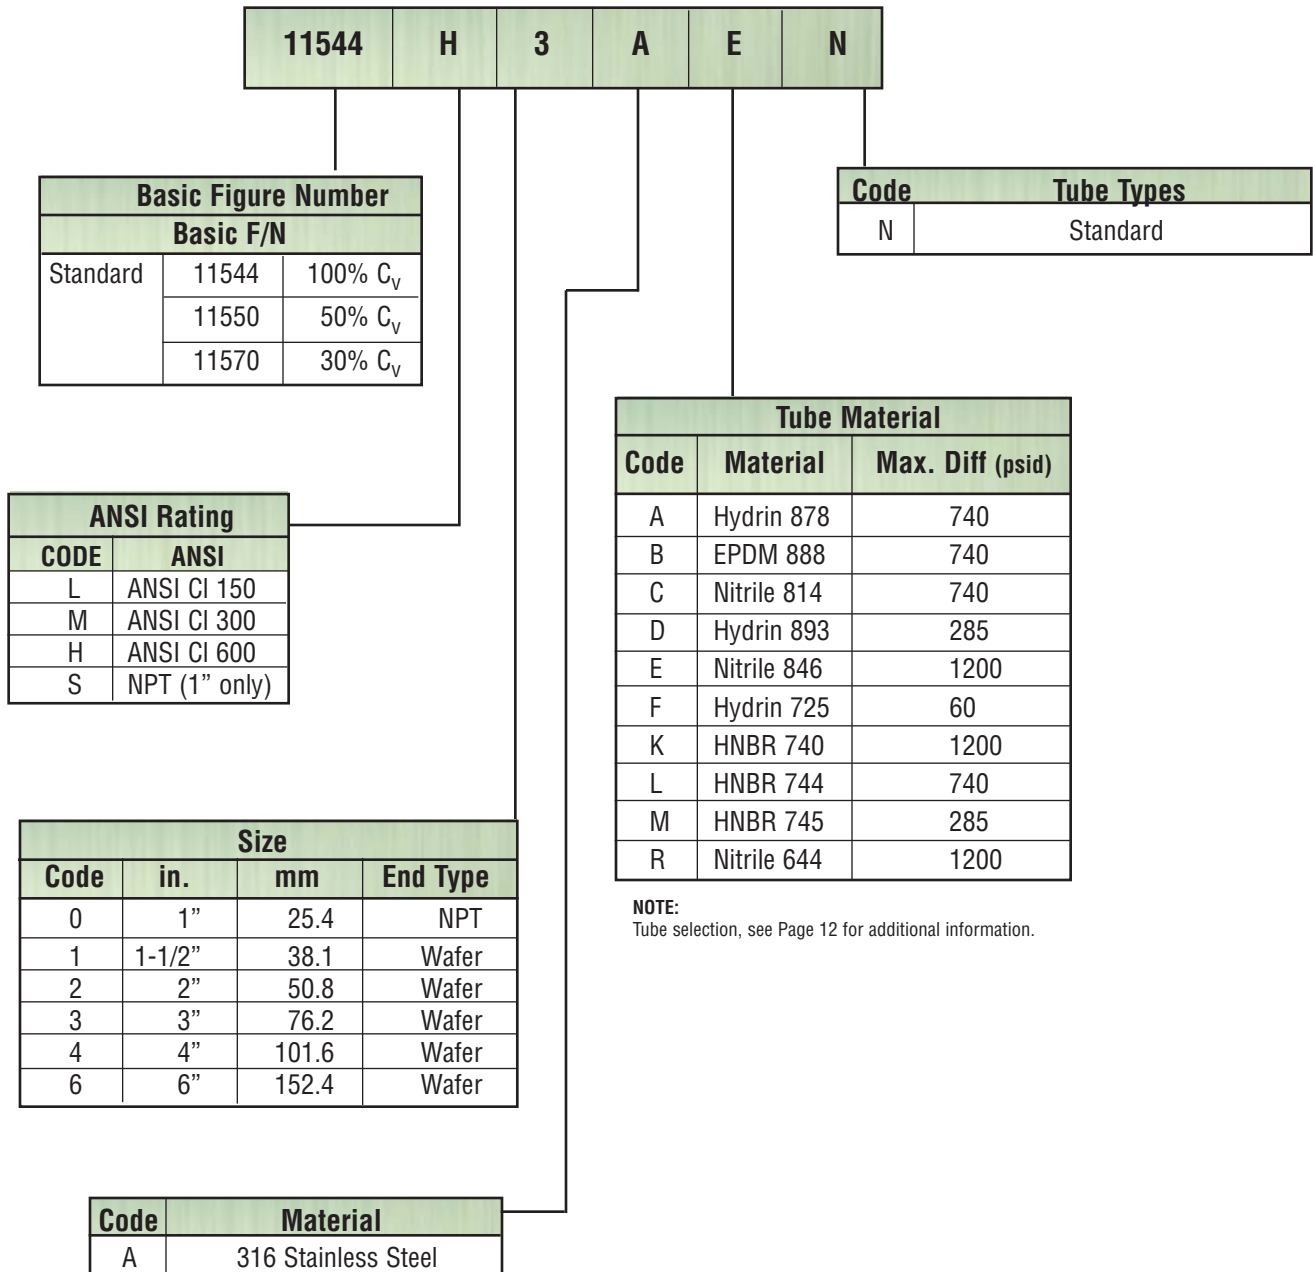 11544 H 3 A E N
Basic Figure Number
Basic F/N
Standard 11544 100% Cv
11550 50% Cv
11570 30% Cv
Code Tube Types
N Standard
ANSI Rating
CODE ANSI
L ANSI Cl 150
M ANSI Cl 300
H ANSI Cl 600
S NPT (1” only)
Tube Material
Code Material Max. Diff (psid)
A Hydrin 878 740
B EPDM 888 740
C Nitrile 814 740
D Hydrin 893 285
E Nitrile 846 1200
F Hydrin 725 60
K HNBR 740 1200
L HNBR 744 740
M HNBR 745 285
R Nitrile 644 1200
NOTE:
Tube selection, see Page 12 for additional information.
Size
Code in. mm End Type
0 1” 25.4 NPT
1 1-1/2” 38.1 Wafer
2 2” 50.8 Wafer
3 3” 76.2 Wafer
4 4” 101.6 Wafer
6 6” 152.4 Wafer
Code Material
A 316 Stainless Steel